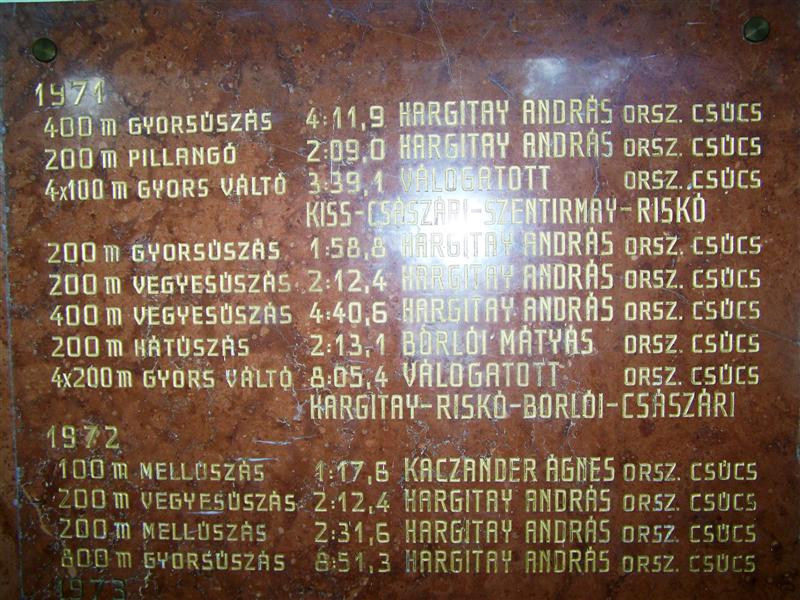 1971
400 m GYORSÚSZÁS 4:11,9 HARGITAY ANDRÁS ORSZ. CSÚCS
200 m PILLANGÓ 2:09,0 HARGITAY ANDRÁS ORSZ. CSÚCS
4x100 m GYORS VÁLTÓ 3:39,1 VÁLOGATOTT ORSZ. CSÚCS
KISS-CSÁSZÁRI-SZENTIRMAY-RISKÓ
200 m GYORSÚSZÁS 1:58,8 HARGITAY ANDRÁS ORSZ. CSÚCS
200 m VEGYESÚSZÁS 2:12,4 HARGITAY ANDRÁS ORSZ. CSÚCS
400 m VEGYESÚSZÁS 4:40,6 HARGITAY ANDRÁS ORSZ. CSÚCS
200 m HÁTÚSZÁS 2:13,1 BORLÓI MÁTYÁS ORSZ. CSÚCS
4x200 m GYORS VÁLTÓ 8:05,4 VÁLOGATOTT ORSZ. CSÚCS
HARGITAY-RISKÓ-BORLÓI-CSÁSZÁRI
1972
100 m MELLÚSZÁS 1:17,6 KACZANDER ÁGNES ORSZ. CSÚCS
200 m VEGYESÚSZÁS 2:12,4 HARGITAY ANDRÁS ORSZ. CSÚCS
200 m MELLÚSZÁS 2:31,6 HARGITAY ANDRÁS ORSZ. CSÚCS
800 m GYORSÚSZÁS 8:51,3 HARGITAY ANDRÁS ORSZ. CSÚCS
1973